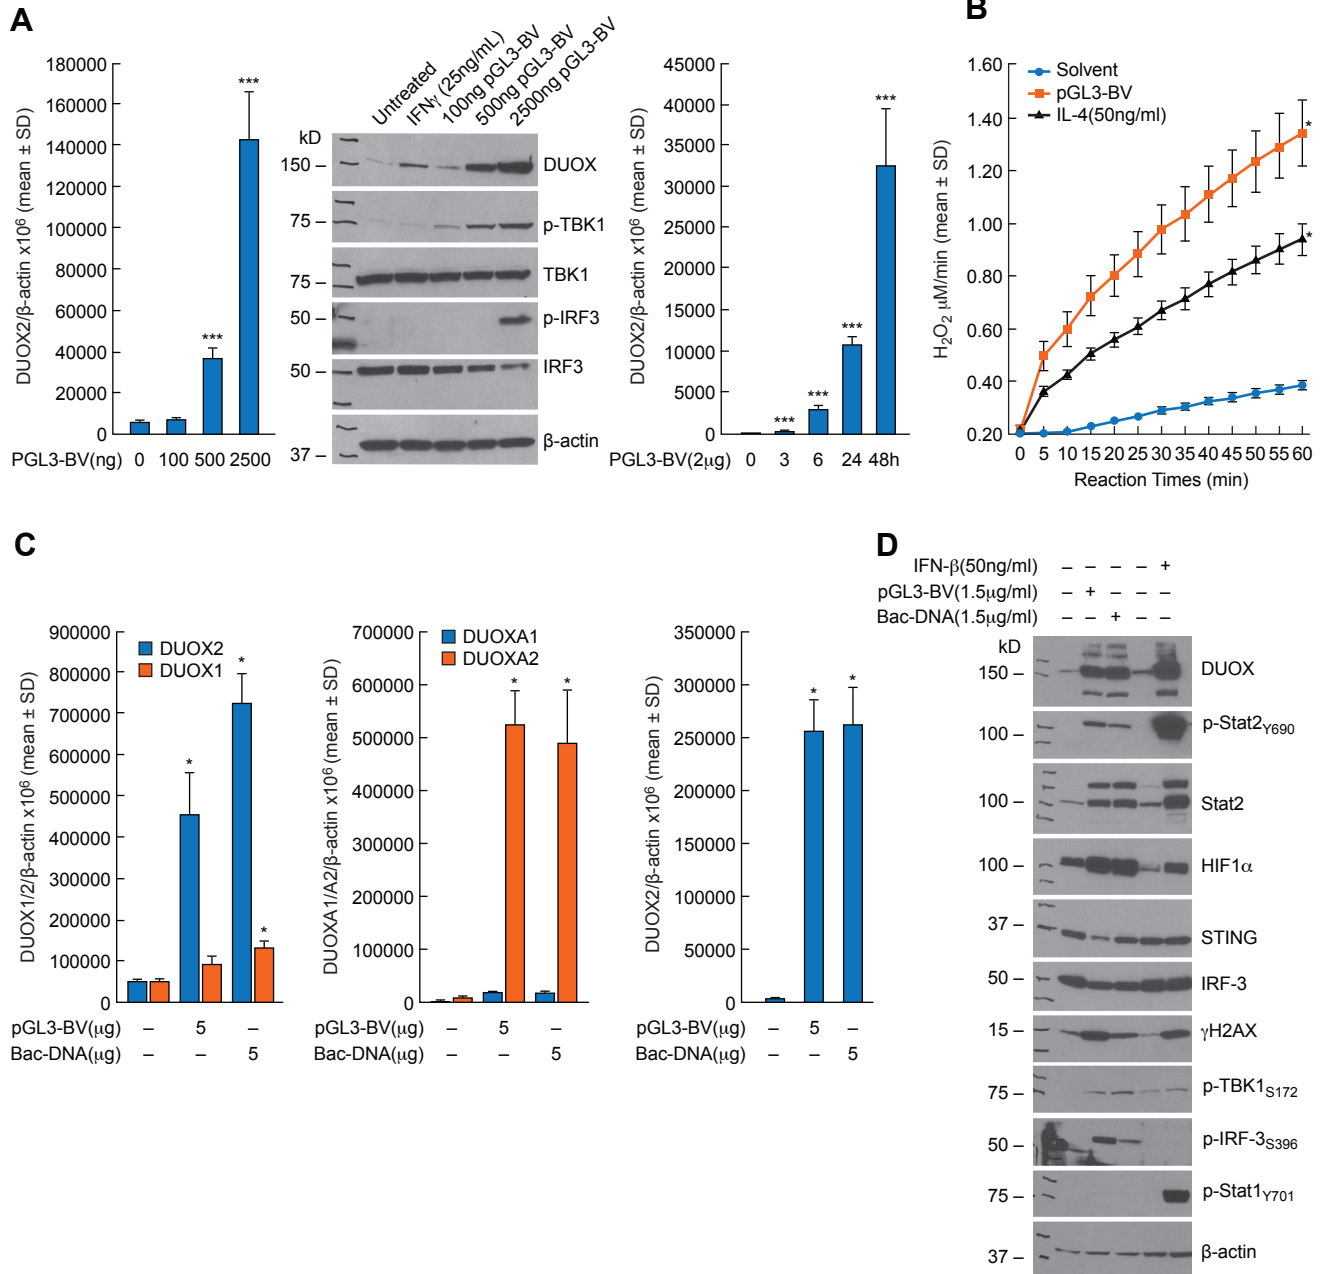 A
DUOX2/β-actin x10⁶ (mean ± SD)
180000
160000
140000
120000
100000
80000
60000
40000
20000
0
***
***
PGL3-BV(ng) 0 100 500 2500
Untreated
IFNγ (25ng/mL)
100ng pGL3-BV
500ng pGL3-BV
2500ng pGL3-BV
kD
150 – DUOX
75 – p-TBK1
75 – TBK1
50 – p-IRF3
50 – IRF3
37 – β-actin
DUOX2/β-actin x10⁶ (mean ± SD)
45000
40000
35000
30000
25000
20000
15000
10000
5000
0
***
***
***
***
PGL3-BV(2μg) 0 3 6 24 48h
B
H₂O₂ μM/min (mean ± SD)
1.60
1.40
1.20
1.00
0.80
0.60
0.40
0.20
Solvent
pGL3-BV
IL-4(50ng/ml)
*
*
0 5 10 15 20 25 30 35 40 45 50 55 60
Reaction Times (min)
C
DUOX1/2/β-actin x10⁶ (mean ± SD)
900000
800000
700000
600000
500000
400000
300000
200000
100000
0
DUOX2
DUOX1
*
*
*
pGL3-BV(μg) – 5 –
Bac-DNA(μg) – – 5
DUOXA1/A2/β-actin x10⁶ (mean ± SD)
700000
600000
500000
400000
300000
200000
100000
0
DUOXA1
DUOXA2
* *
pGL3-BV(μg) – 5 –
Bac-DNA(μg) – – 5
DUOX2/β-actin x10⁶ (mean ± SD)
350000
300000
250000
200000
150000
100000
50000
0
* *
pGL3-BV(μg) – 5 –
Bac-DNA(μg) – – 5
D
IFN-β(50ng/ml) – – – – +
pGL3-BV(1.5μg/ml) – + – – –
Bac-DNA(1.5μg/ml) – – + – –
kD
150 – DUOX
100 – p-Stat2Y690
100 – Stat2
100 – HIF1α
37 – STING
50 – IRF-3
15 – γH2AX
75 – p-TBK1S172
50 – p-IRF-3S396
75 – p-Stat1Y701
37 – β-actin